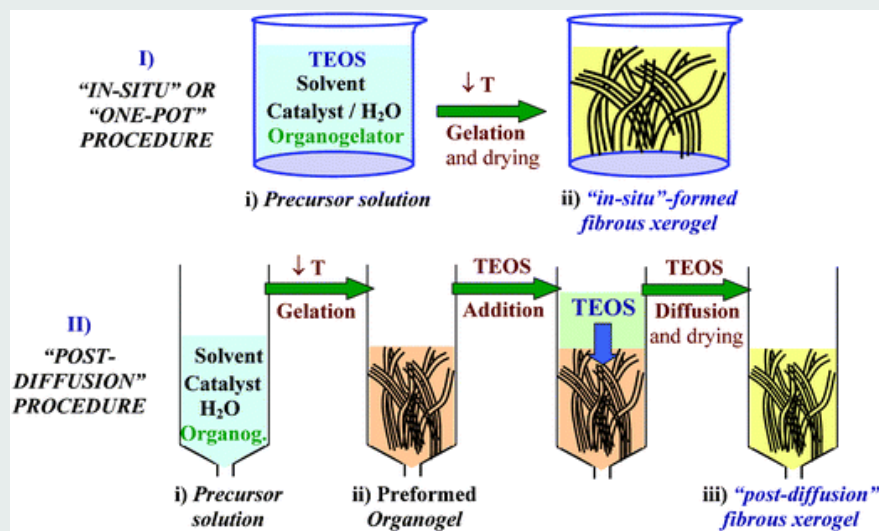 I)
“IN-SITU” OR
“ONE-POT”
PROCEDURE
TEOS
Solvent
Catalyst / H₂O
Organogelator
↓ T
Gelation
and drying
i) Precursor solution
ii) “in-situ”-formed
fibrous xerogel
II)
“POST-
DIFFUSION”
PROCEDURE
Solvent
Catalyst
H₂O
Organog.
↓ T
Gelation
TEOS
Addition
TEOS
TEOS
Diffusion
and drying
i) Precursor
solution
ii) Preformed
Organogel
iii) “post-diffusion”
fibrous xerogel